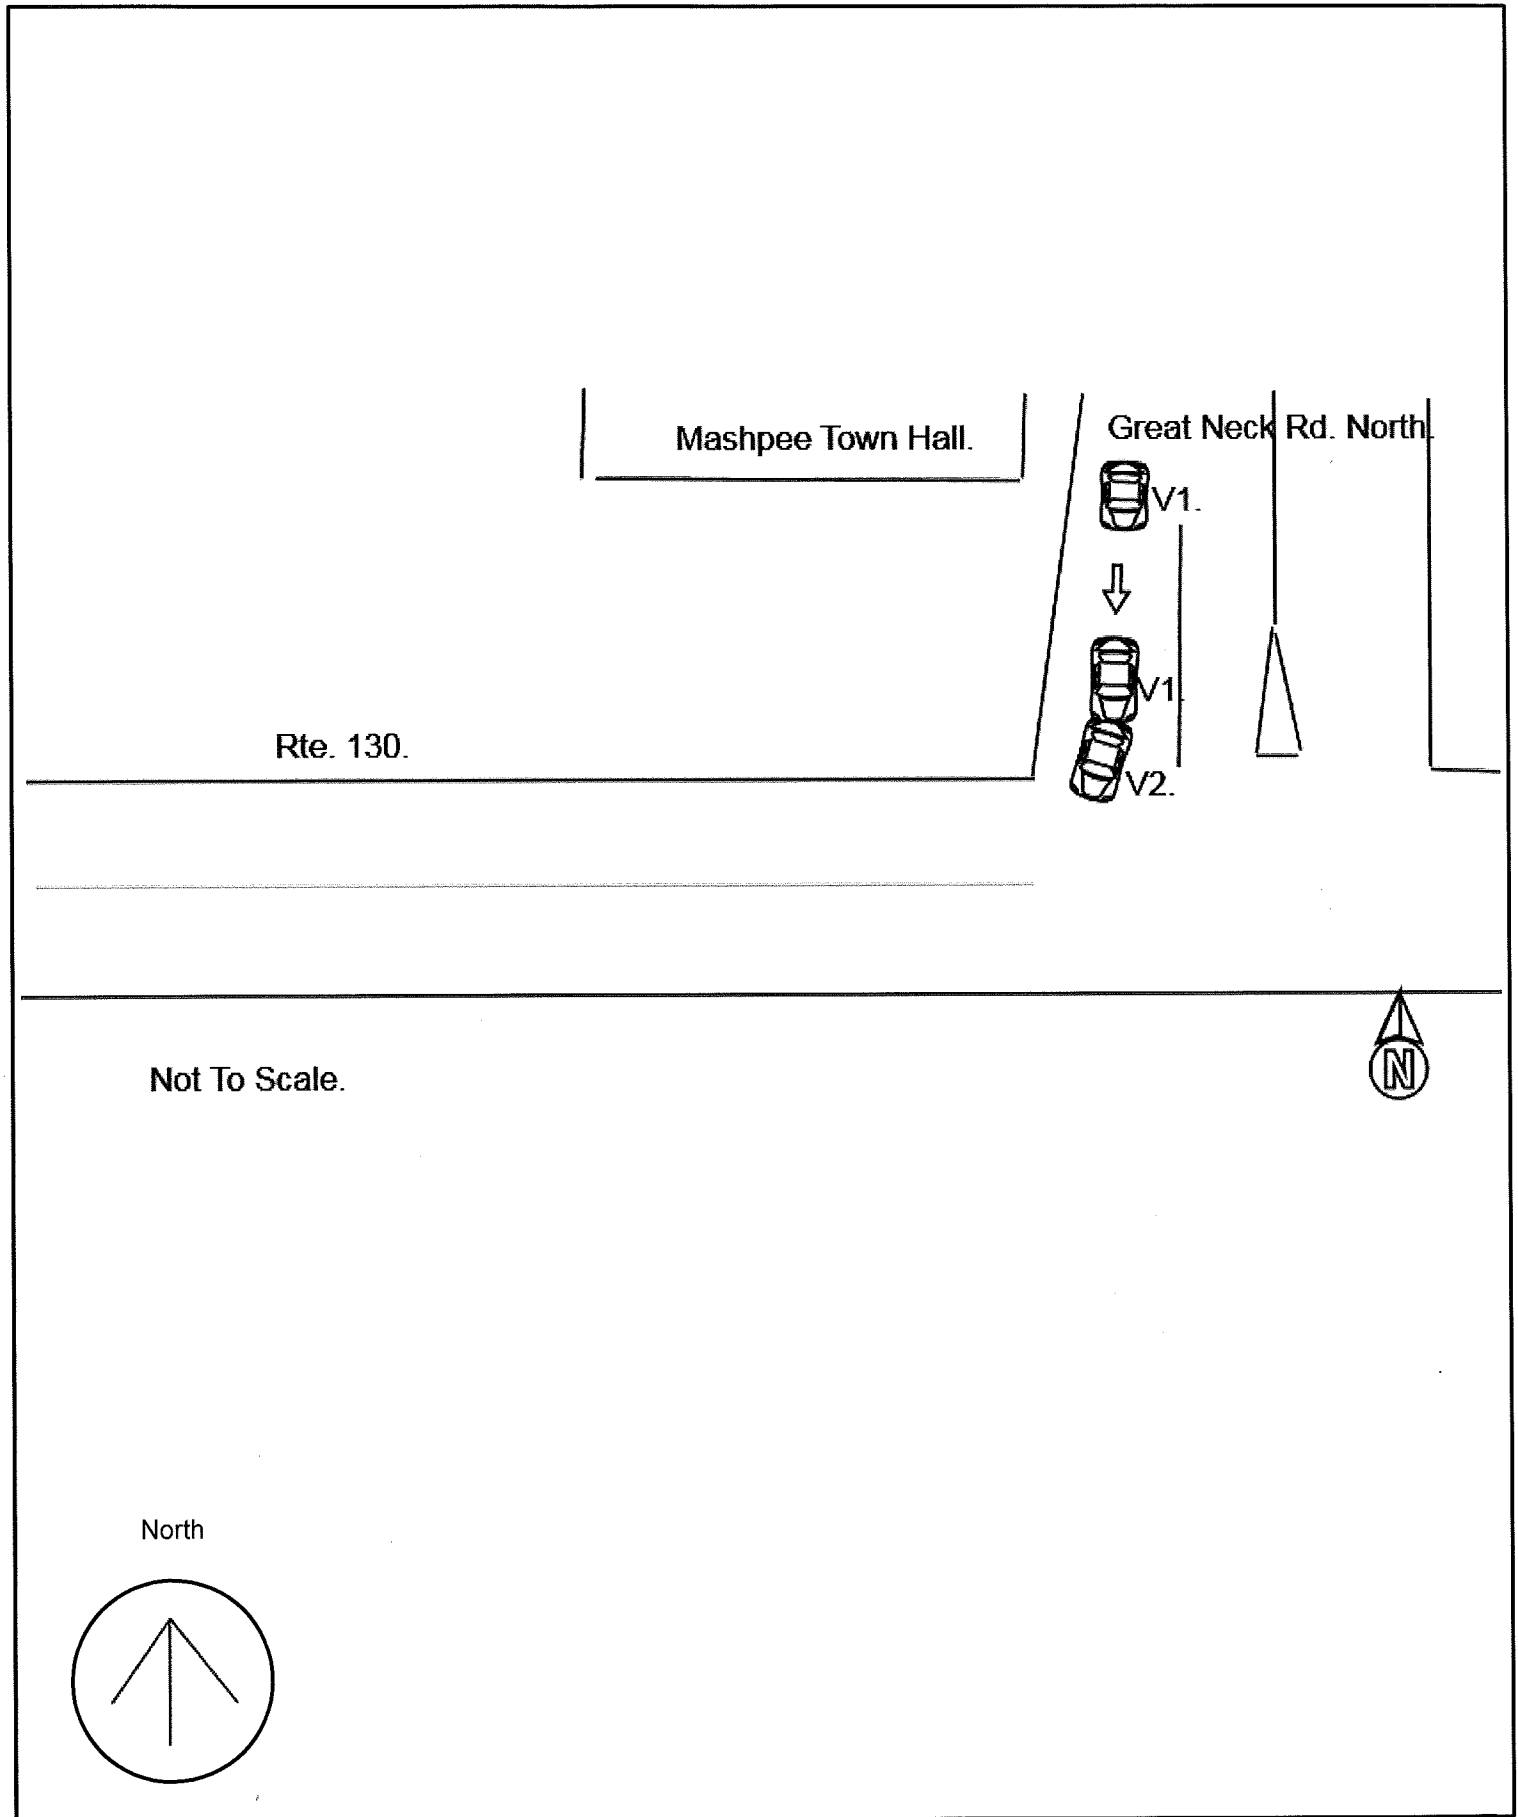 Mashpee Town Hall.
Great Neck Rd. North.
V1.
V1.
Rte. 130.
V2.
N
Not To Scale.
North